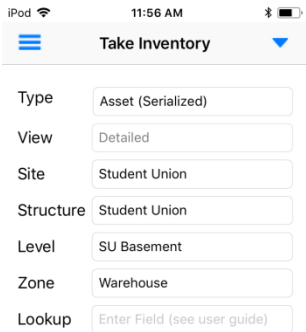 iPod 11:56 AM
Take Inventory
Type Asset (Serialized)
View Detailed
Site Student Union
Structure Student Union
Level SU Basement
Zone Warehouse
Lookup Enter Field (see user guide)